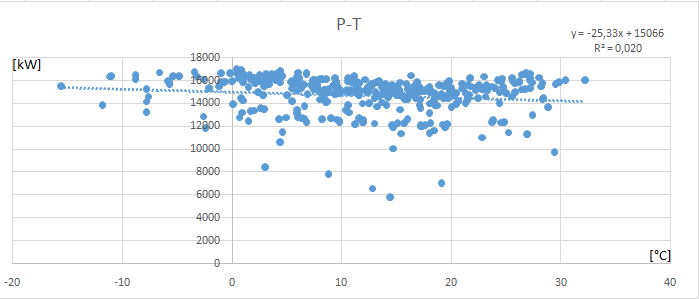 P-T
y = -25,33x + 15066
R² = 0,020
[kW]
18000
16000
14000
12000
10000
8000
6000
4000
2000
0
[°C]
-20 -10 0 10 20 30 40